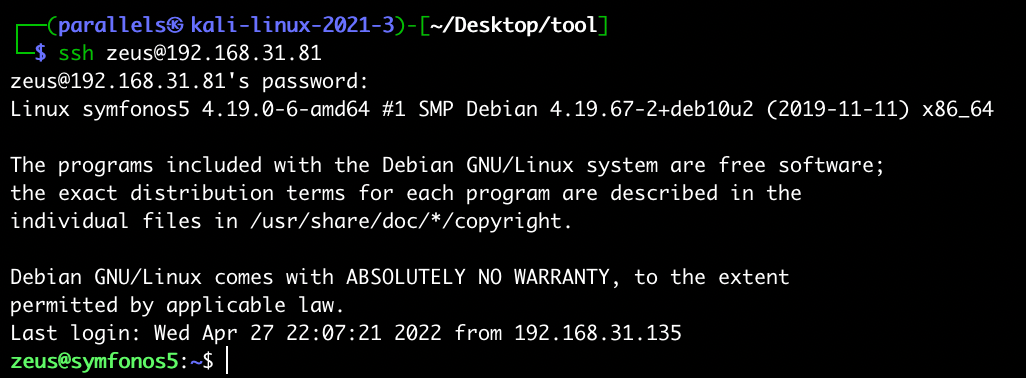 ┌──(parallels㉿kali-linux-2021-3)-[~/Desktop/tool]
└─$ ssh zeus@192.168.31.81
zeus@192.168.31.81's password:
Linux symfonos5 4.19.0-6-amd64 #1 SMP Debian 4.19.67-2+deb10u2 (2019-11-11) x86_64

The programs included with the Debian GNU/Linux system are free software;
the exact distribution terms for each program are described in the
individual files in /usr/share/doc/*/copyright.

Debian GNU/Linux comes with ABSOLUTELY NO WARRANTY, to the extent
permitted by applicable law.
Last login: Wed Apr 27 22:07:21 2022 from 192.168.31.135
zeus@symfonos5:~$